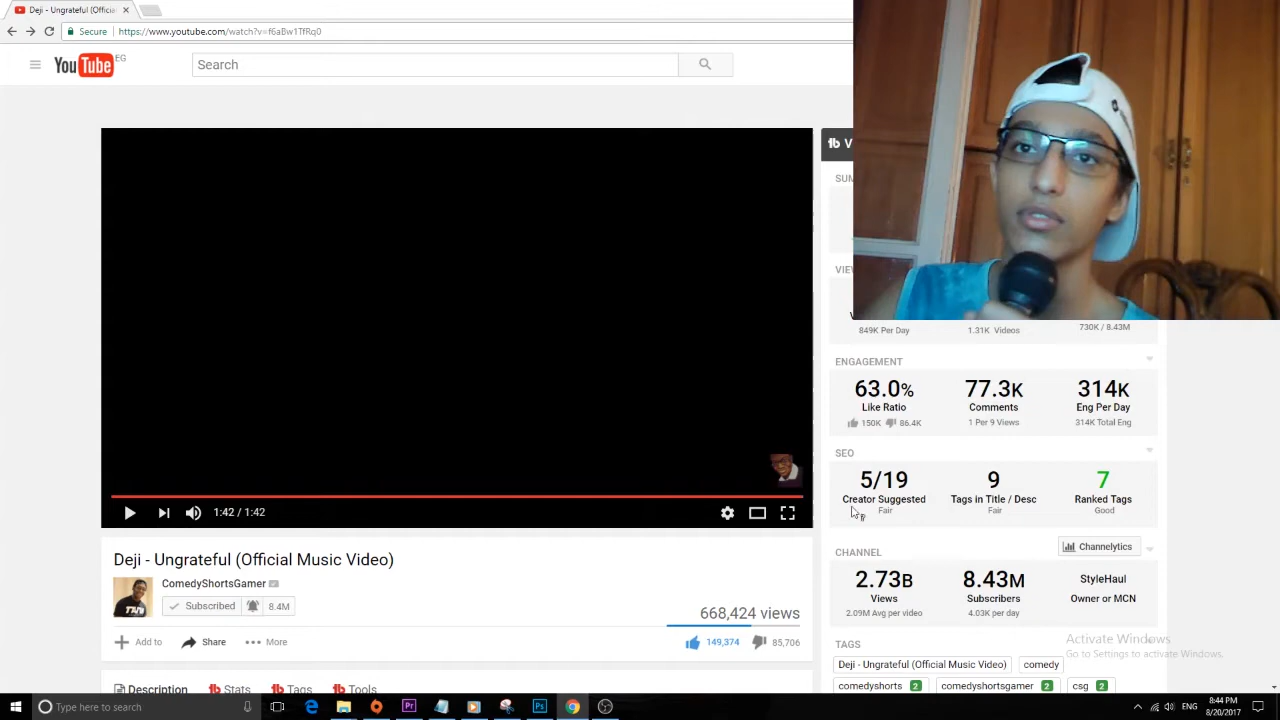 Deji - Ungrateful (Offici
Secure
https://www.youtube.com/watch?v=f6aBw1TfRq0
YouTube EG
Search
tb V
SUM
VIEW
849K Per Day
1.31K Videos
730K / 8.43M
ENGAGEMENT
63.0% 77.3K 314K
Like Ratio Comments Eng Per Day
150K 86.4K 1 Per 9 Views 314K Total Eng
SEO
5/19 9 7
Creator Suggested Tags in Title / Desc Ranked Tags
Fair Fair Good
1:42 / 1:42
Deji - Ungrateful (Official Music Video)
ComedyShortsGamer
Subscribed 8.4M
668,424 views
Add to Share More
149,374 85,706
Description Stats Tags Tools
CHANNEL
Channelytics
2.73B 8.43M StyleHaul
Views Subscribers Owner or MCN
2.09M Avg per video 4.03K per day
TAGS
Deji - Ungrateful (Official Music Video) comedy
comedyshorts 2 comedyshortsgamer 2 csg 2
Activate Windows
Go to Settings to activate Windows.
Type here to search
ENG
8:44 PM
8/20/2017